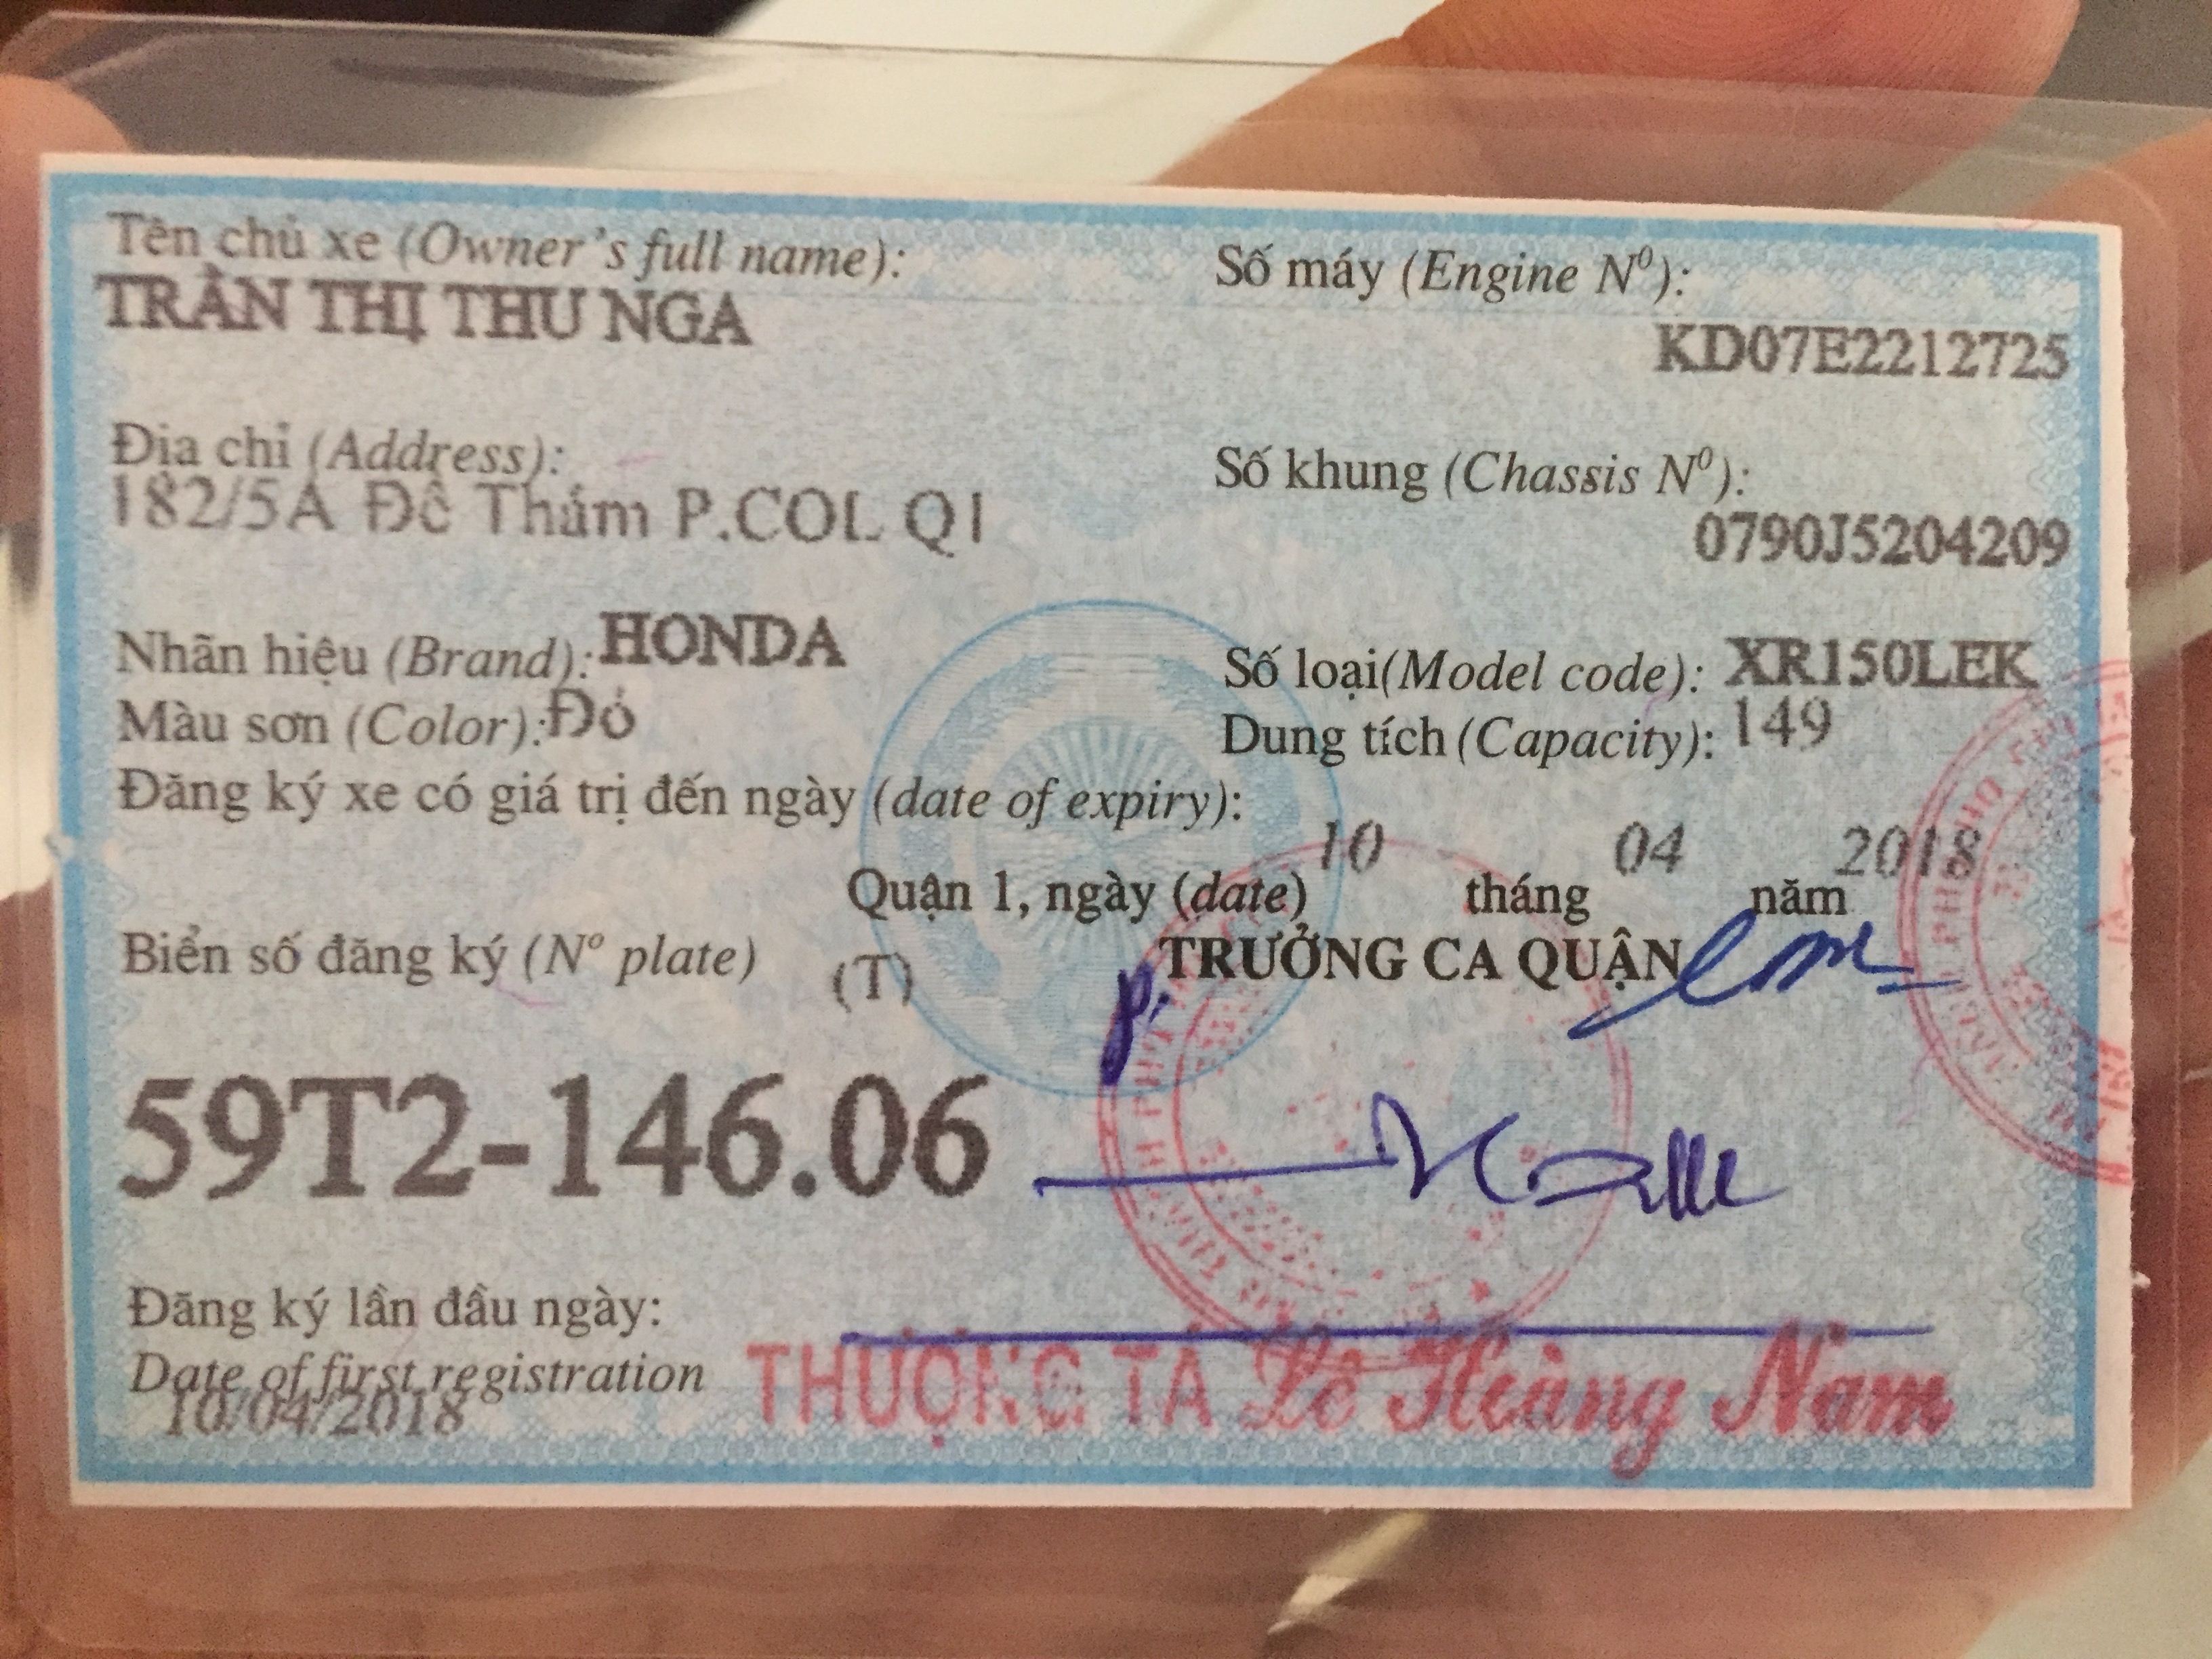 Tên chủ xe (Owner's full name):
TRẦN THỊ THU NGA
Số máy (Engine Nº):
KD07E2212725
Địa chỉ (Address):
182/5A Đề Thám P.COL Q1
Số khung (Chassis Nº):
0790J5204209
Nhãn hiệu (Brand): HONDA
Số loại (Model code): XR150LEK
Màu sơn (Color): Đỏ
Dung tích (Capacity): 149
Đăng ký xe có giá trị đến ngày (date of expiry):
Quận 1, ngày (date) 10 tháng 04 năm 2018
Biển số đăng ký (Nº plate)
(T)
P. TRƯỞNG CA QUẬN
59T2-146.06
Đăng ký lần đầu ngày:
Date of first registration
10/04/2018
THƯỢNG TÁ Hồng Nam